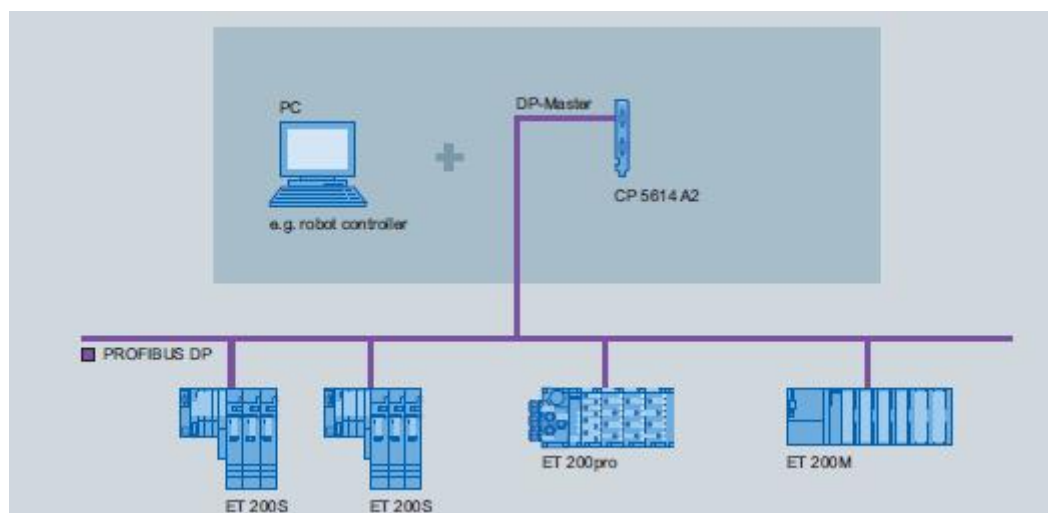 PC
DP-Master
CP 5614 A2
e.g. robot controller
PROFIBUS DP
ET 200pro
ET 200M
ET 200S
ET 200S